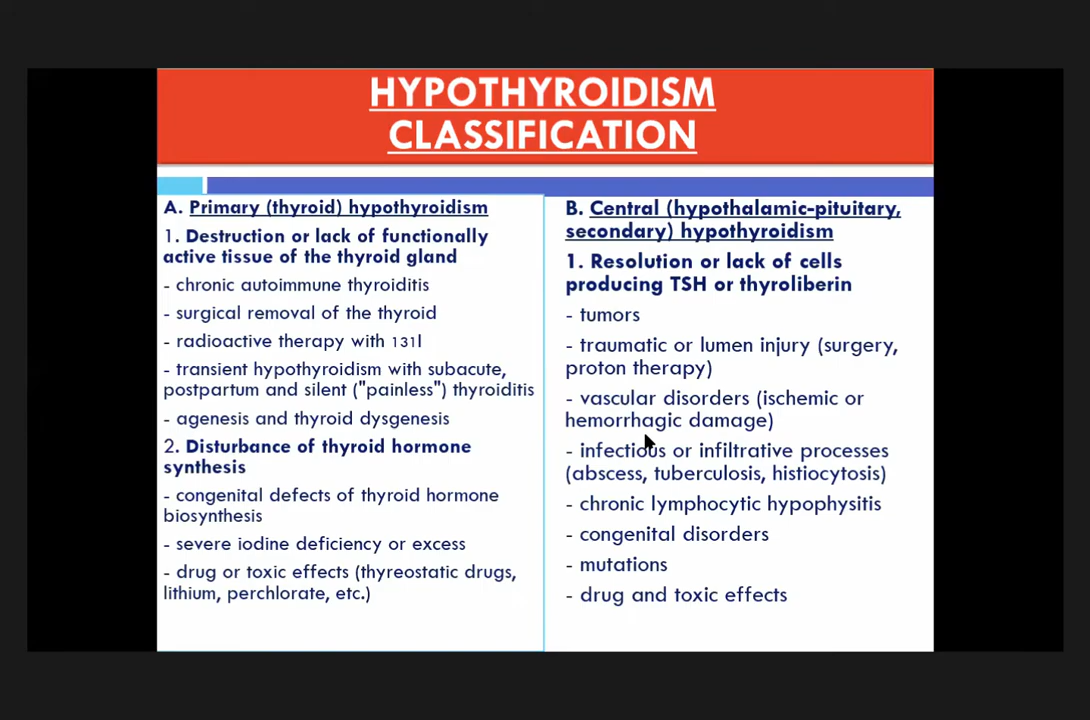 HYPOTHYROIDISM
CLASSIFICATION
A. Primary (thyroid) hypothyroidism
1. Destruction or lack of functionally
active tissue of the thyroid gland
- chronic autoimmune thyroiditis
- surgical removal of the thyroid
- radioactive therapy with 131I
- transient hypothyroidism with subacute,
postpartum and silent ("painless") thyroiditis
- agenesis and thyroid dysgenesis
2. Disturbance of thyroid hormone
synthesis
- congenital defects of thyroid hormone
biosynthesis
- severe iodine deficiency or excess
- drug or toxic effects (thyreostatic drugs,
lithium, perchlorate, etc.)
B. Central (hypothalamic-pituitary,
secondary) hypothyroidism
1. Resolution or lack of cells
producing TSH or thyroliberin
- tumors
- traumatic or lumen injury (surgery,
proton therapy)
- vascular disorders (ischemic or
hemorrhagic damage)
- infectious or infiltrative processes
(abscess, tuberculosis, histiocytosis)
- chronic lymphocytic hypophysitis
- congenital disorders
- mutations
- drug and toxic effects